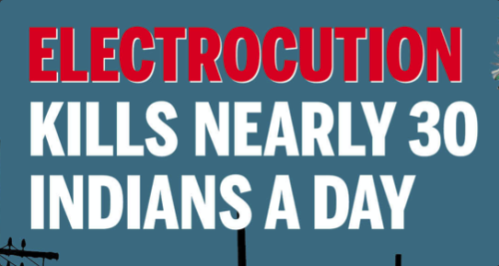 ELECTROCUTION
KILLS NEARLY 30
INDIANS A DAY